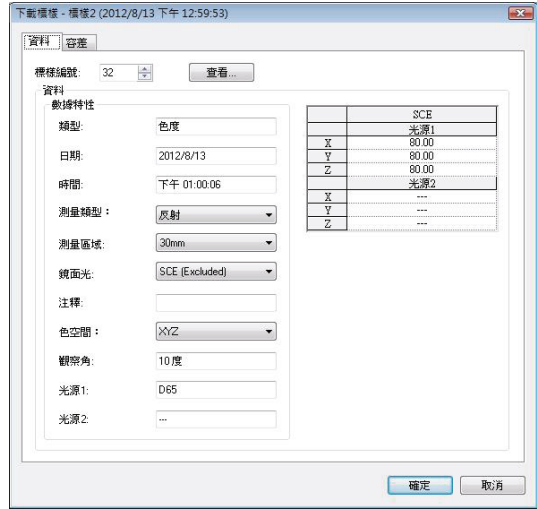 下載標樣 - 標樣2 (2012/8/13 下午 12:59:53)
資料 容差
標樣編號: 32 查看...
資料
數據特性
類型: 色度
日期: 2012/8/13
時間: 下午 01:00:06
測量類型： 反射
測量區域: 30mm
鏡面光: SCE (Excluded)
注釋:
色空間： XYZ
觀察角: 10 度
光源1: D65
光源2: ---
SCE
光源1
X 80.00
Y 80.00
Z 80.00
光源2
X ---
Y ---
Z ---
確定 取消